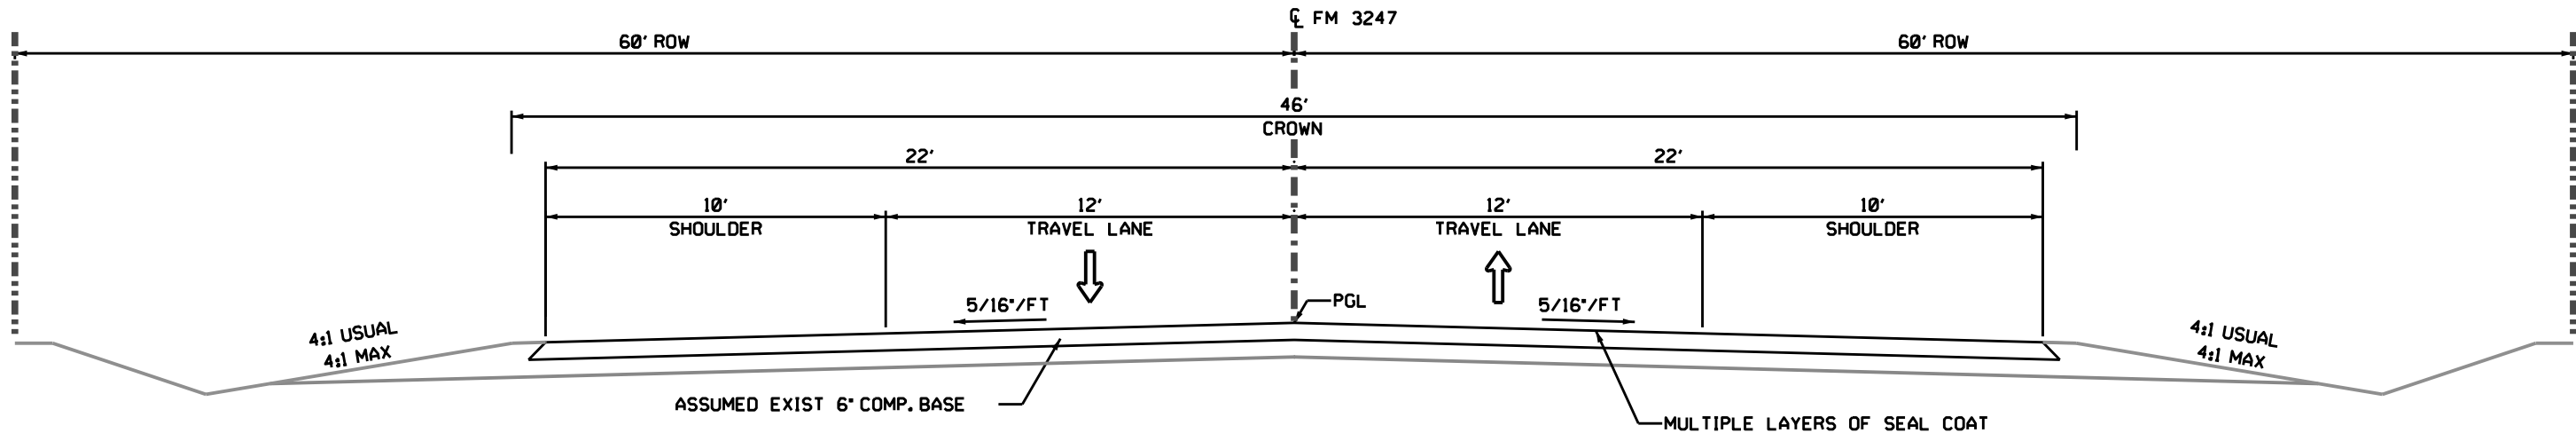 ℄ FM 3247
60' ROW
60' ROW
46'
CROWN
22'
22'
10'
SHOULDER
12'
TRAVEL LANE
12'
TRAVEL LANE
10'
SHOULDER
5/16"/FT
5/16"/FT
PGL
4:1 USUAL
4:1 MAX
4:1 USUAL
4:1 MAX
ASSUMED EXIST 6" COMP. BASE
MULTIPLE LAYERS OF SEAL COAT